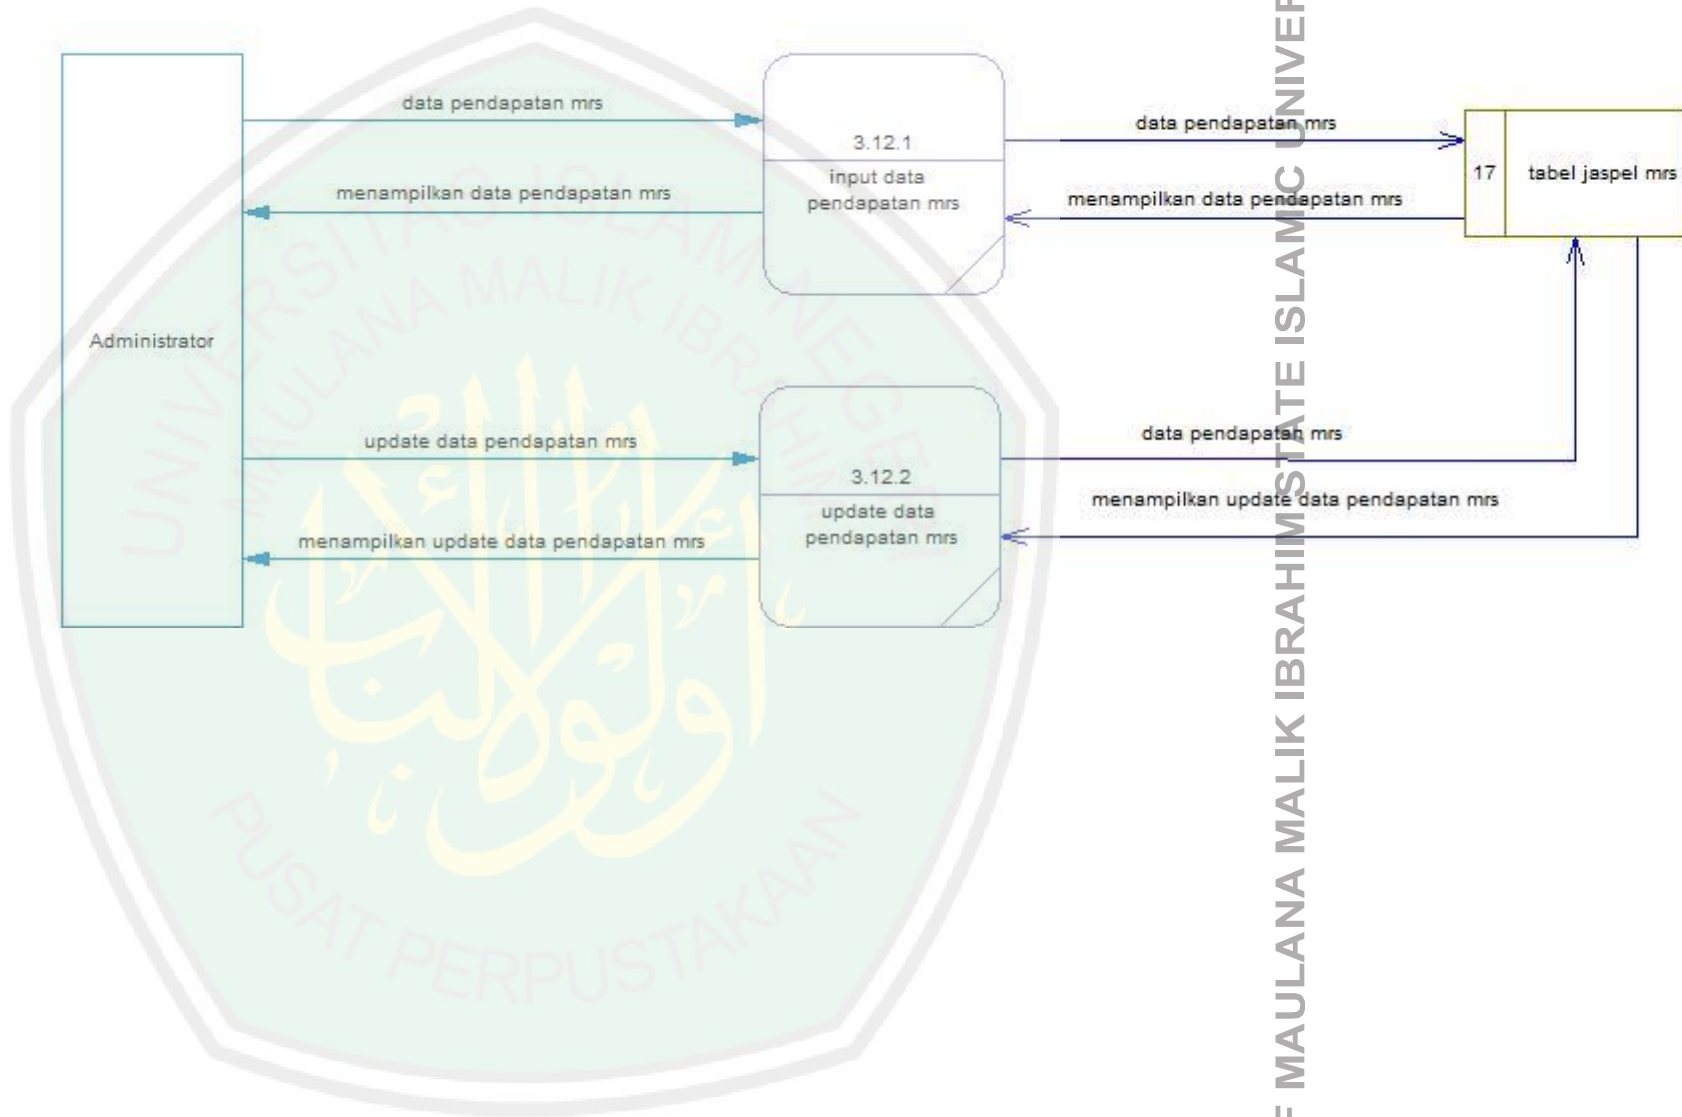 data pendapatan mrs
menampilkan data pendapatan mrs
Administrator
update data pendapatan mrs
menampilkan update data pendapatan mrs
3.12.1
input data
pendapatan mrs
3.12.2
update data
pendapatan mrs
data pendapatan mrs
menampilkan data pendapatan mrs
17
tabel jaspel mrs
data pendapatan mrs
menampilkan update data pendapatan mrs
UNIVERSITAS ISLAM NEGERI
MAULANA MALIK IBRAHIM
أولوا الألباب
PUSAT PERPUSTAKAAN
MAULANA MALIK IBRAHIM STATE ISLAMIC